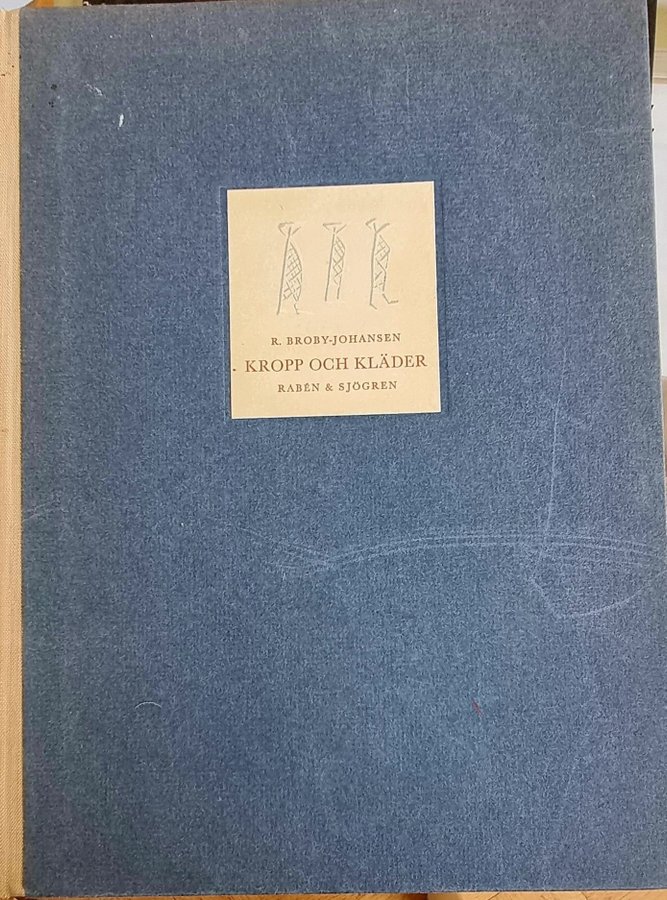 R. BROBY-JOHANSEN
KROPP OCH KLÄDER
RABÉN & SJÖGREN